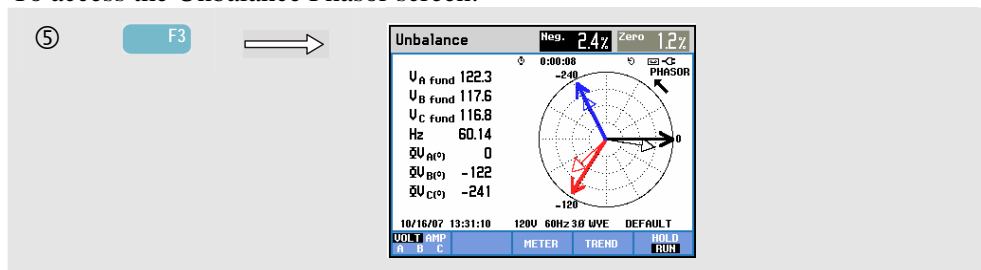 To access the Unbalance Phasor screen:
⑤ F3
Unbalance Neg. 2.4% Zero 1.2%
0:00:08
PHASOR
-240
VA fund 122.3
VB fund 117.6
VC fund 116.8
Hz 60.14
0
ΦVA(°) 0
ΦVB(°) -122
ΦVC(°) -241
-120
10/16/07 13:31:10 120V 60Hz 3Ø WYE DEFAULT
VOLT AMP
A B C
METER TREND
HOLD
RUN